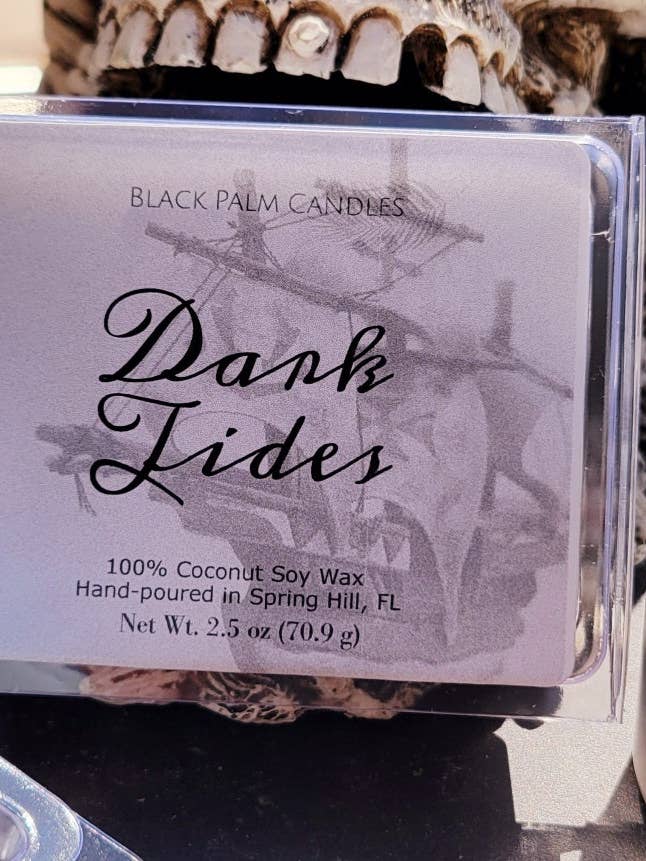 BLACK PALM CANDLES
Dark
Tides
100% Coconut Soy Wax
Hand-poured in Spring Hill, FL
Net Wt. 2.5 oz (70.9 g)